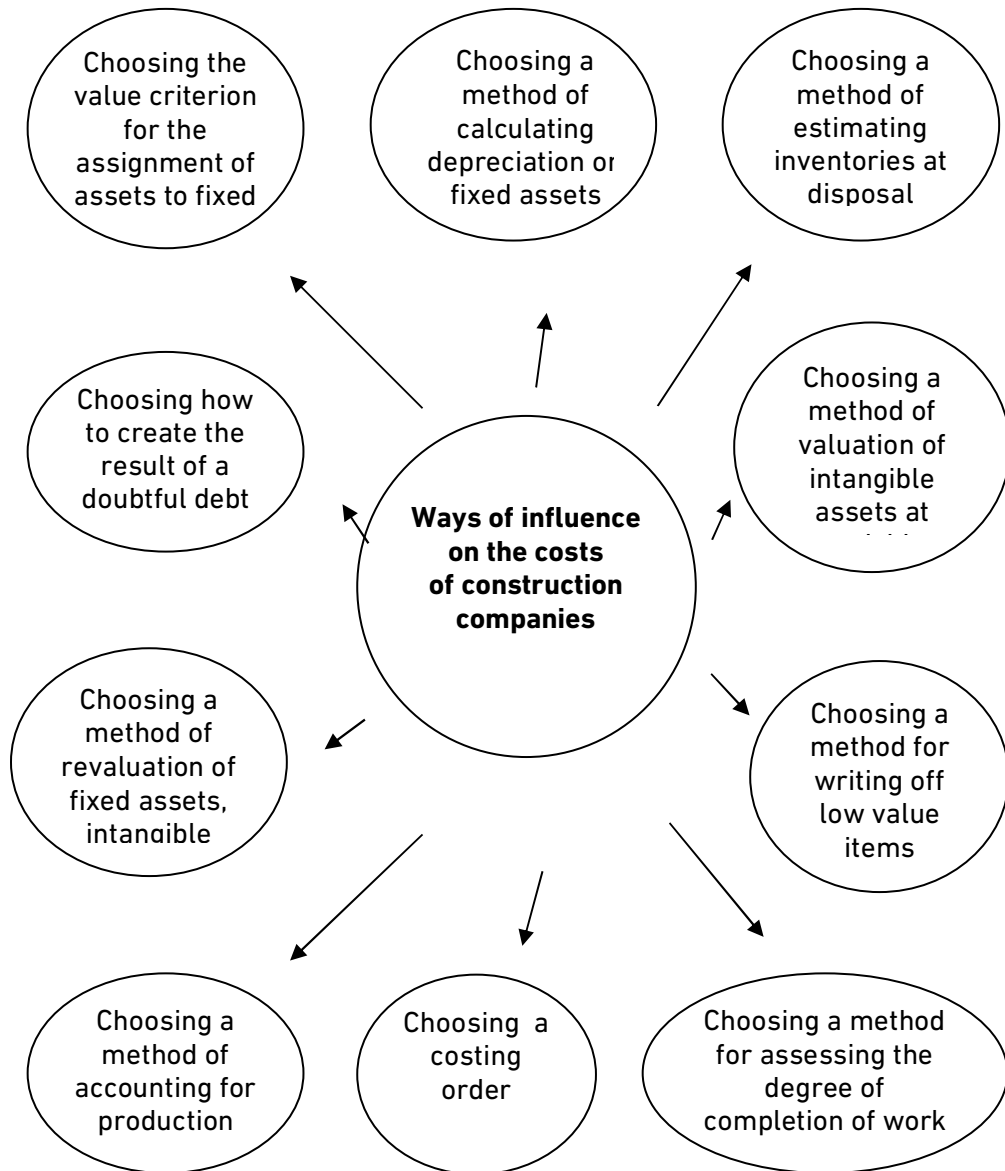 Choosing the
value criterion
for the
assignment of
assets to fixed
Choosing a
method of
calculating
depreciation or
fixed assets
Choosing a
method of
estimating
inventories at
disposal
Choosing how
to create the
result of a
doubtful debt
Ways of influence
on the costs
of construction
companies
Choosing a
method of
valuation of
intangible
assets at
Choosing a
method of
revaluation of
fixed assets,
intangible
Choosing a
method for
writing off
low value
items
Choosing a
method of
accounting for
production
Choosing a
costing
order
Choosing a method
for assessing the
degree of
completion of work